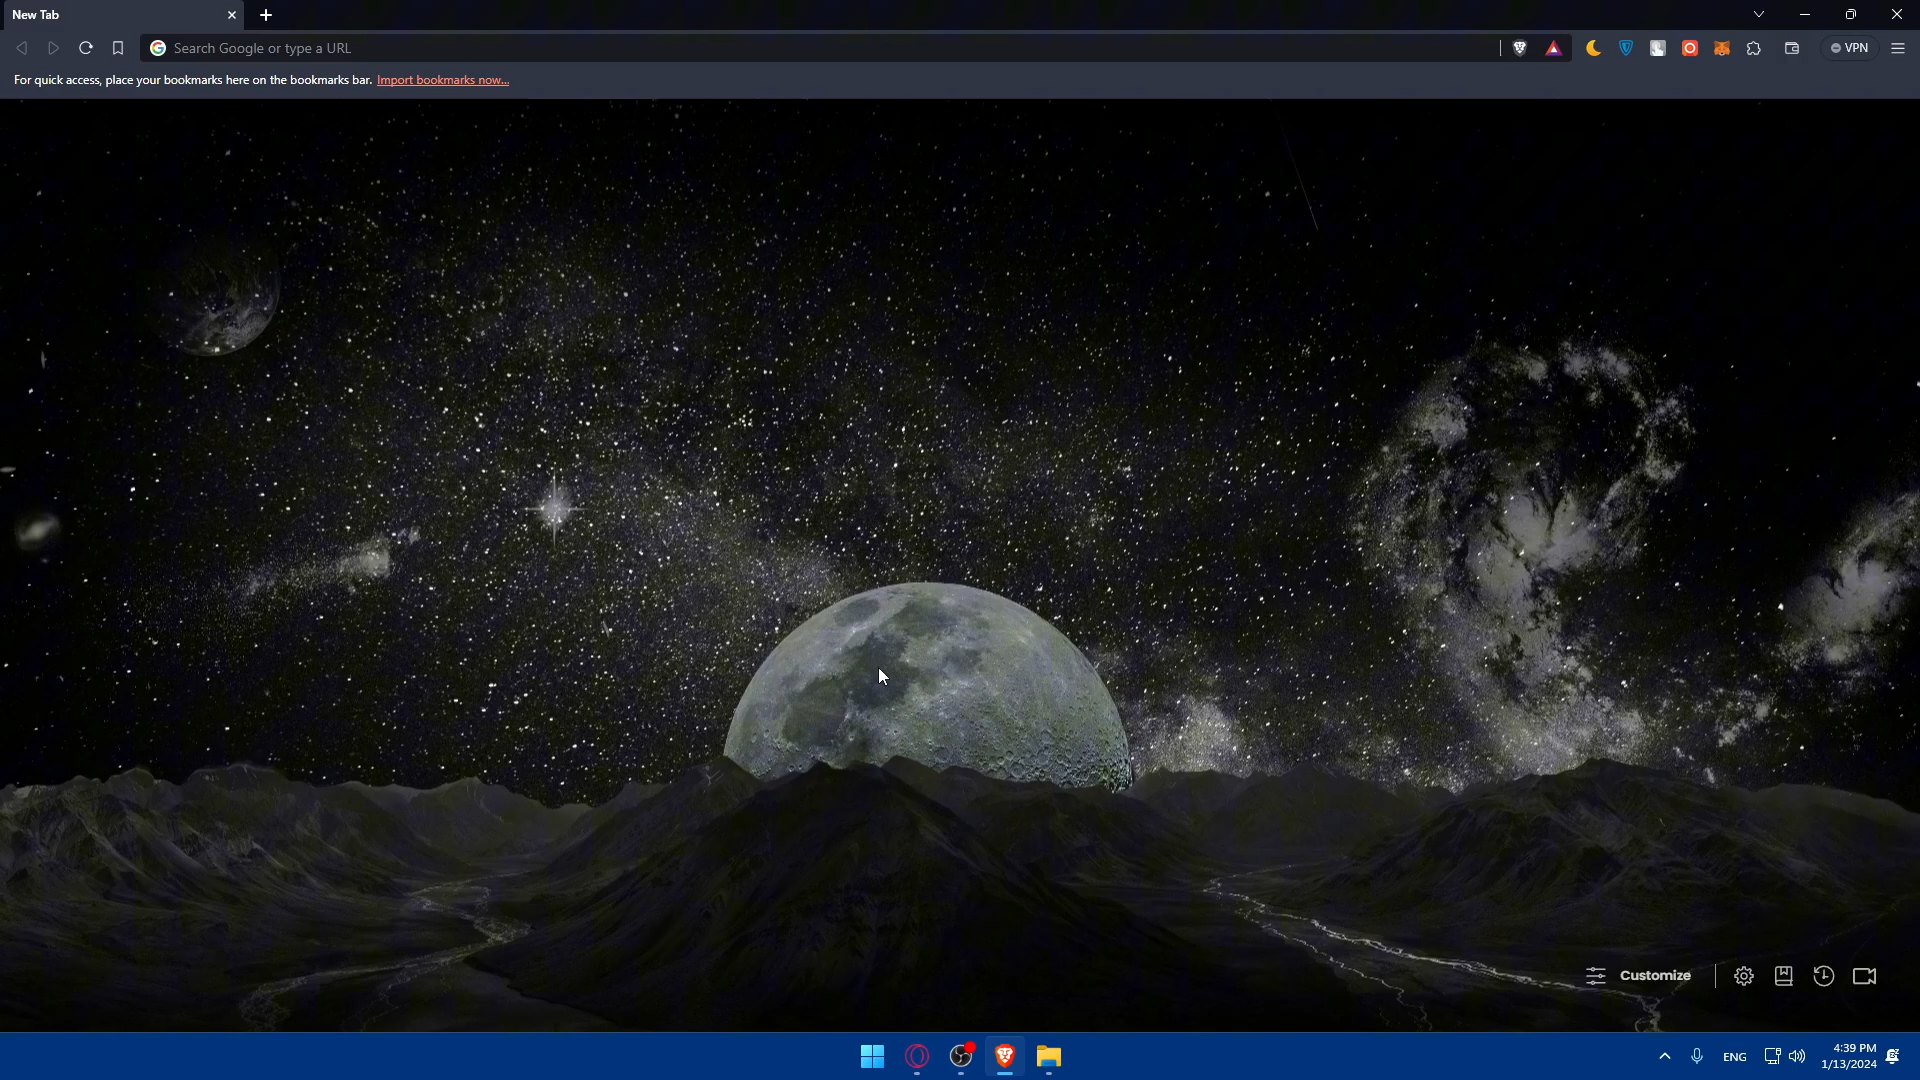 New Tab
Search Google or type a URL
VPN
For quick access, place your bookmarks here on the bookmarks bar. Import bookmarks now...
Customize
ENG
4:39 PM
1/13/2024